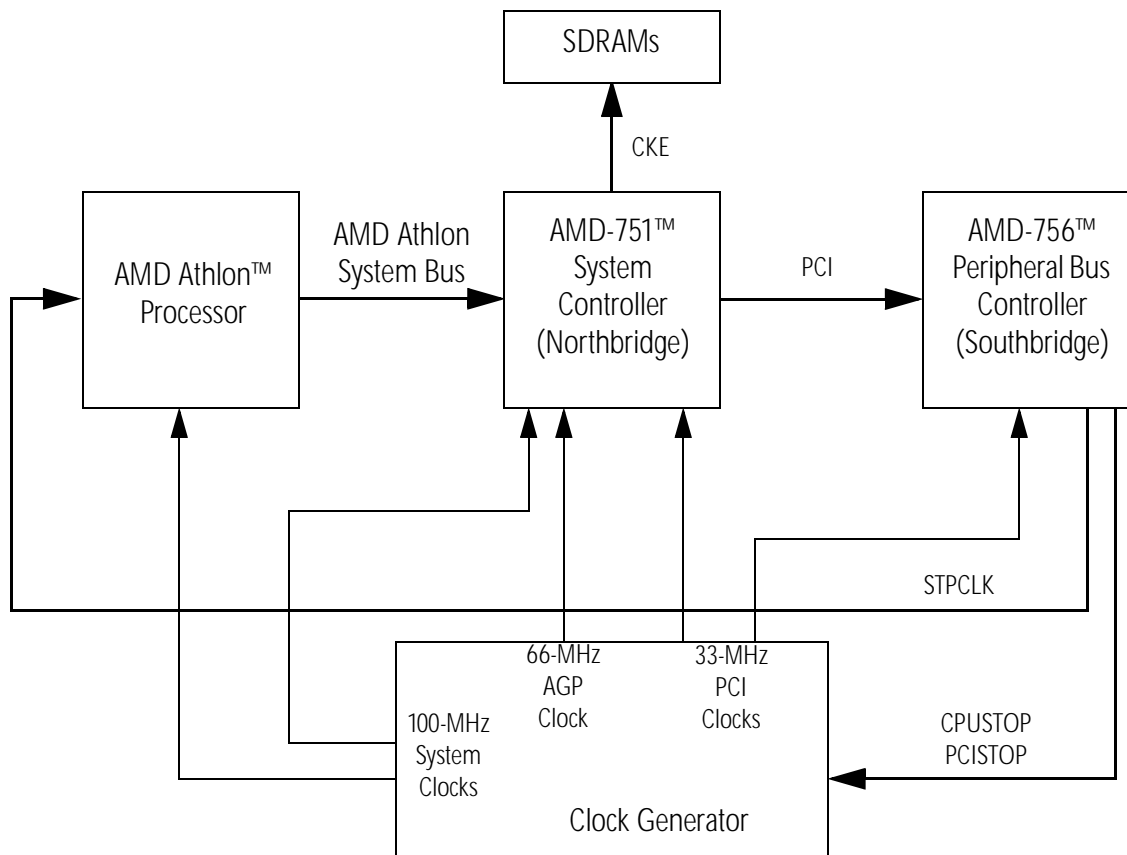 SDRAMs
CKE
AMD Athlon™
Processor
AMD Athlon
System Bus
AMD-751™
System
Controller
(Northbridge)
PCI
AMD-756™
Peripheral Bus
Controller
(Southbridge)
STPCLK
66-MHz
AGP
Clock
33-MHz
PCI
Clocks
100-MHz
System
Clocks
CPUSTOP
PCISTOP
Clock Generator